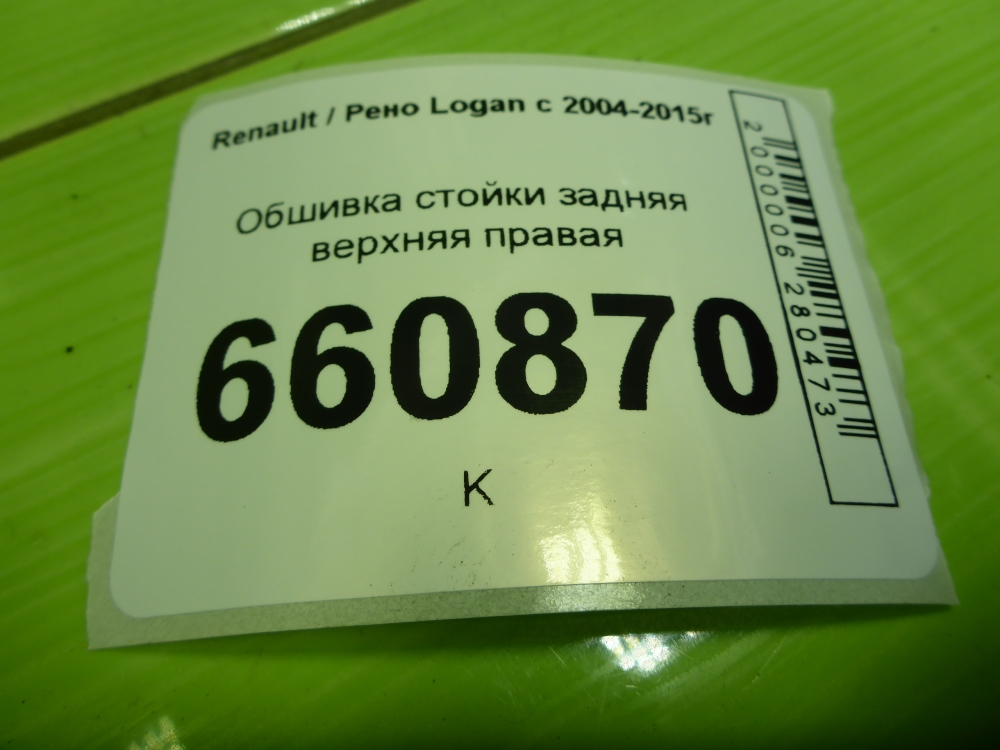 Renault / Рено Logan с 2004-2015г
Обшивка стойки задняя
верхняя правая
660870
К
2000006280473